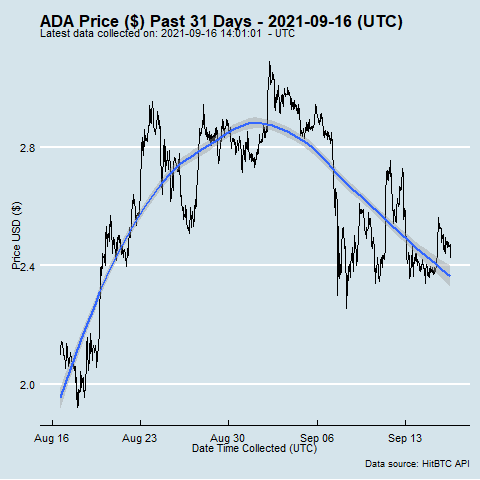 ADA Price ($) Past 31 Days - 2021-09-16 (UTC)
Latest data collected on: 2021-09-16 14:01:01 - UTC
2.8
2.4
2.0
Price USD ($)
Aug 16 Aug 23 Aug 30 Sep 06 Sep 13
Date Time Collected (UTC)
Data source: HitBTC API